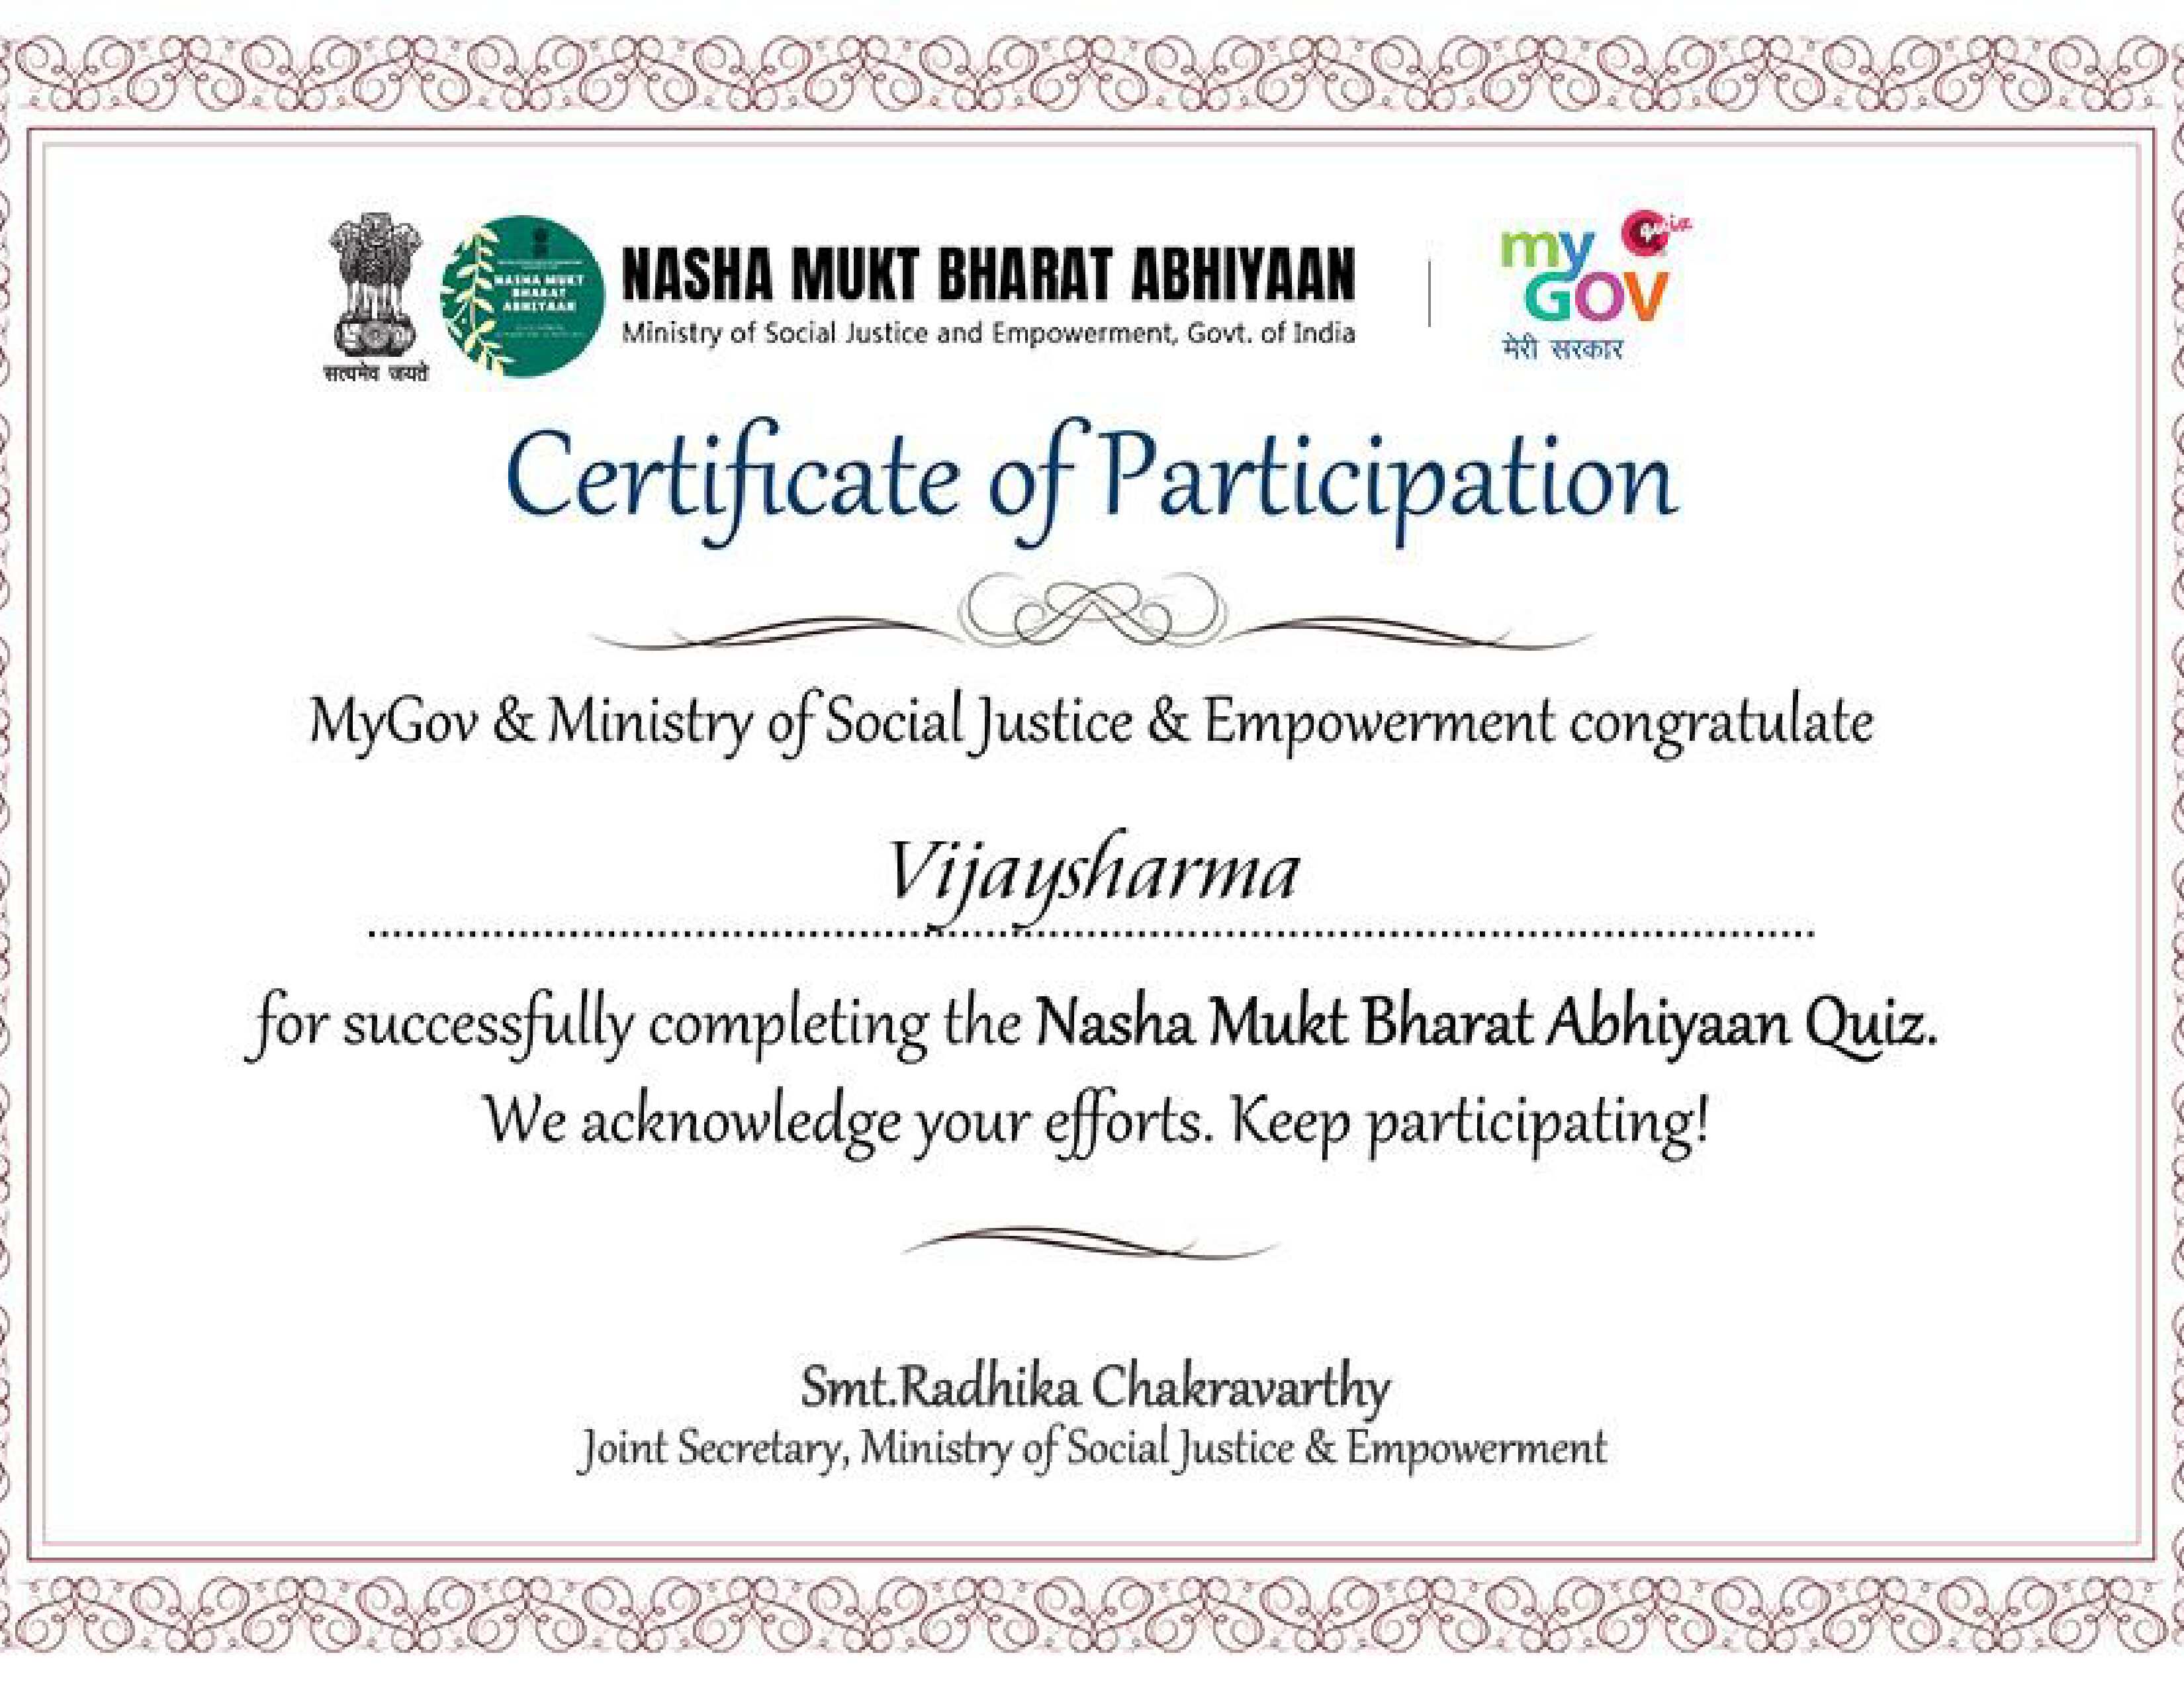 NASHA MUKT BHARAT ABHIYAAN
Ministry of Social Justice and Empowerment, Govt. of India
सत्यमेव जयते
NASHA MUKT
BHARAT
ABHIYAAN
my
GOV
quiz
मेरी सरकार
Certificate of Participation
MyGov & Ministry of Social Justice & Empowerment congratulate
Vijaysharma
for successfully completing the Nasha Mukt Bharat Abhiyaan Quiz.
We acknowledge your efforts. Keep participating!
Smt.Radhika Chakravarthy
Joint Secretary, Ministry of Social Justice & Empowerment